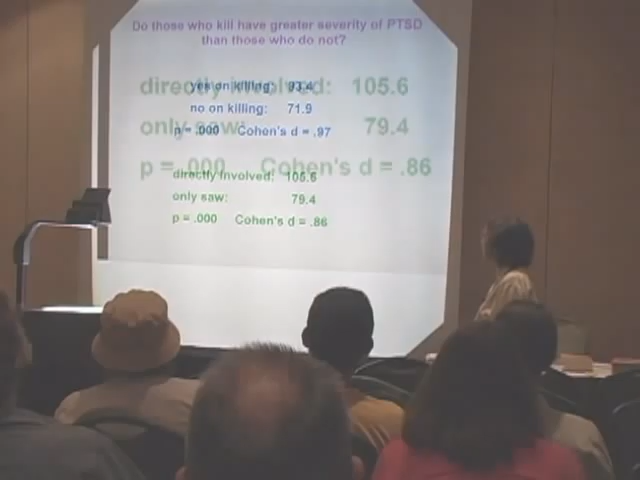 Do those who kill have greater severity of PTSD
than those who do not?
directly involved: 105.6
yes on killing: 93.4
no on killing: 71.9
only saw: 79.4
p = .000 Cohen's d = .97
p = .000 Cohen's d = .86
directly involved: 105.6
only saw: 79.4
p = .000 Cohen's d = .86